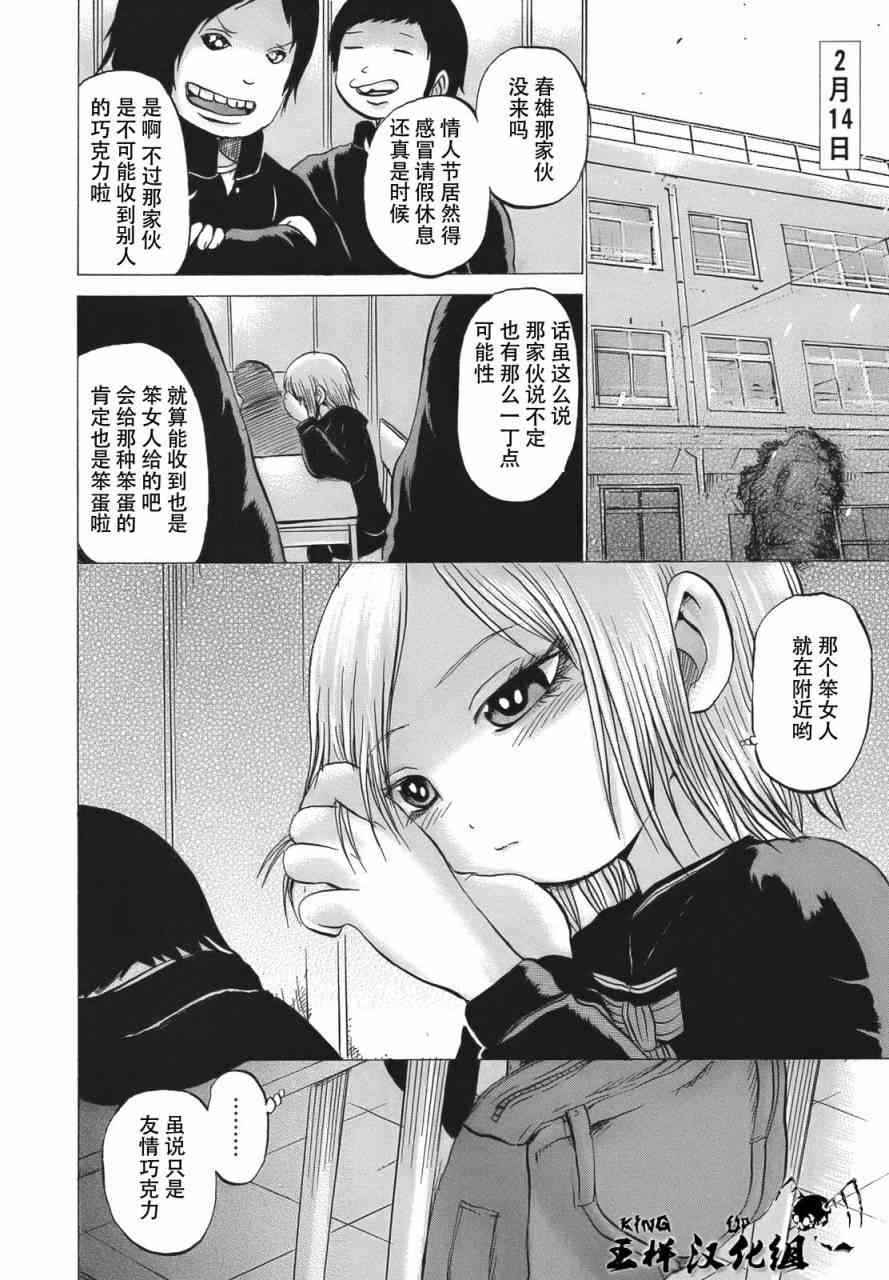 2月14日
春雄那家伙
没来吗
情人节居然得
感冒请假休息
还真是时候
是啊 不过那家伙
是不可能收到别人
的巧克力啦
话虽这么说
那家伙说不定
也有那么一丁点
可能性
就算能收到也是
笨女人给的吧
会给那种笨蛋的
肯定也是笨蛋啦
那个笨女人
就在附近哟
………
虽说只是
友情巧克力
KING UP
王样汉化组